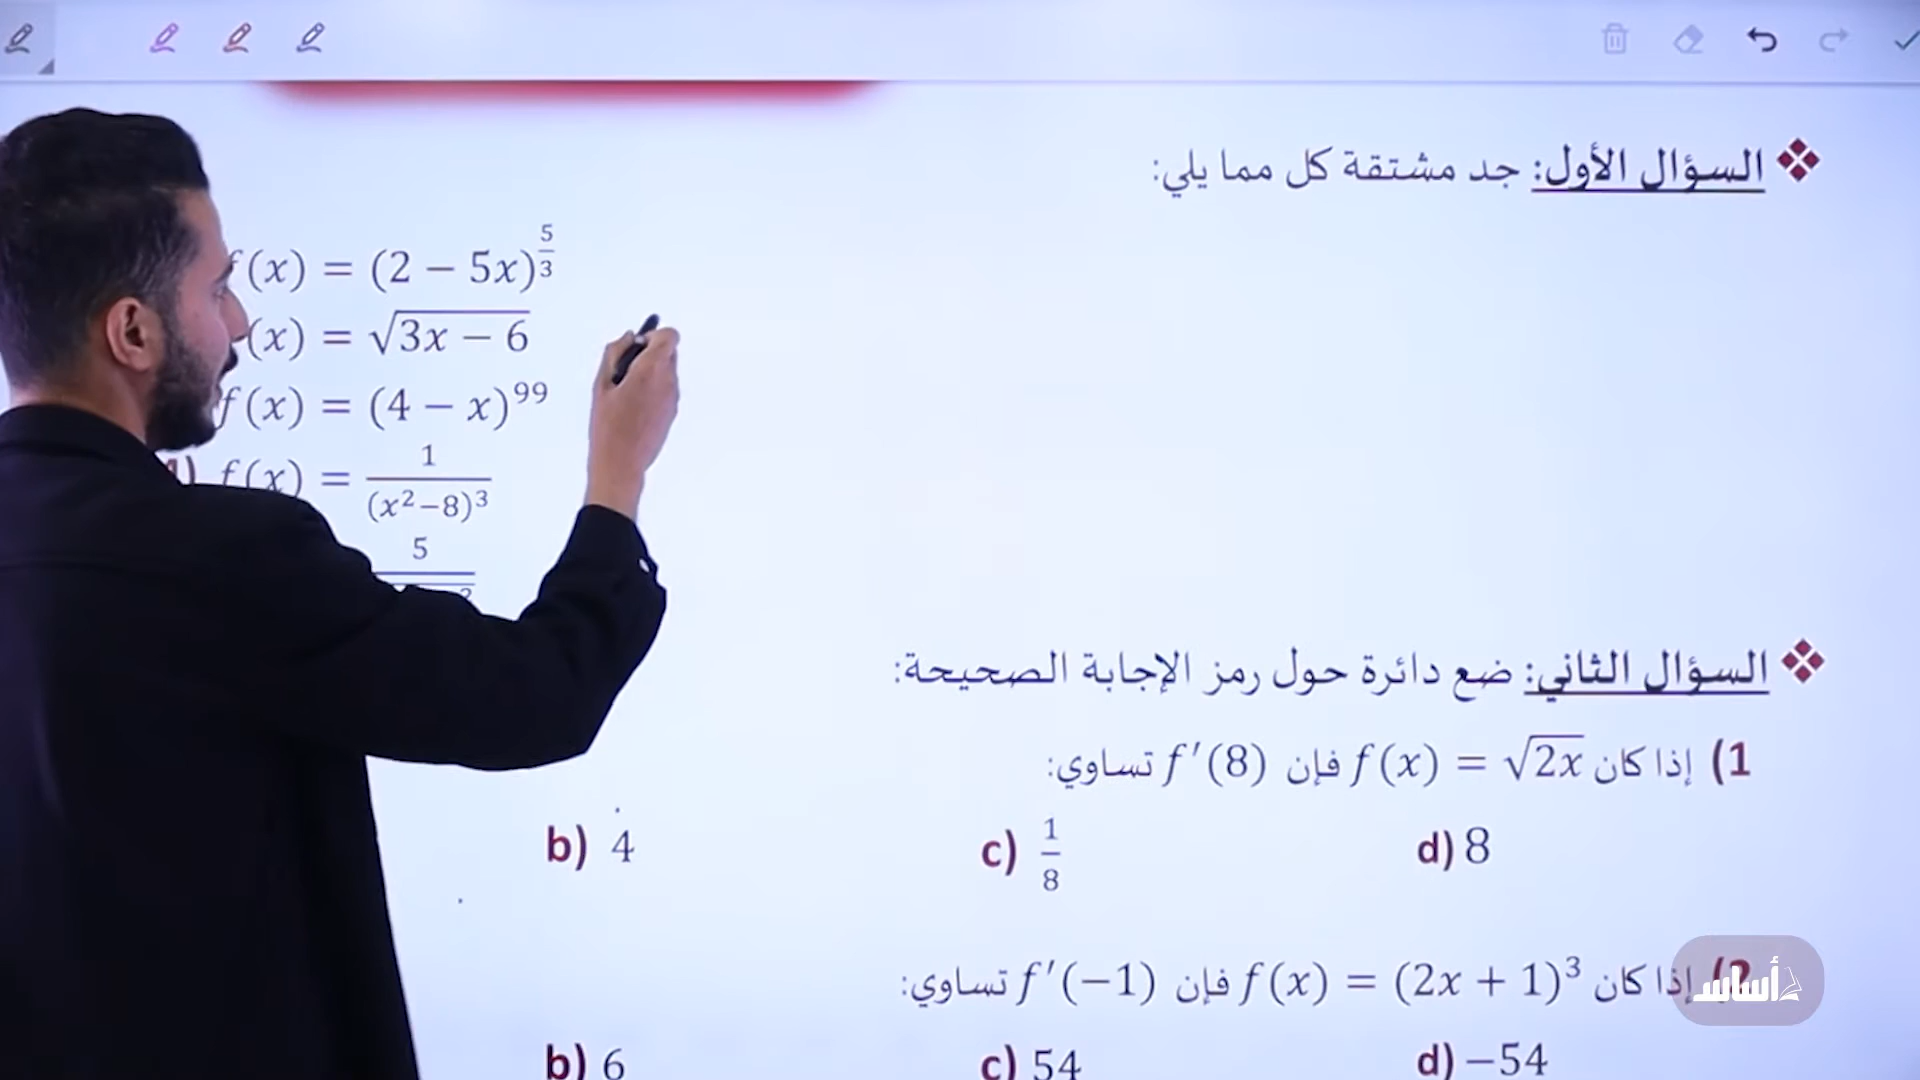 ❖ السؤال الأول: جد مشتقة كل مما يلي:
f(x) = (2 − 5x)^{5/3}
(x) = √(3x − 6)
f(x) = (4 − x)^{99}
4) f(x) = 1/(x² − 8)³
5
❖ السؤال الثاني: ضع دائرة حول رمز الإجابة الصحيحة:
1) إذا كان f(x) = √(2x) فإن f′(8) تساوي:
b) 4 c) 1/8 d) 8
2) إذا كان f(x) = (2x + 1)³ فإن f′(−1) تساوي:
b) 6 c) 54 d) −54
أساس